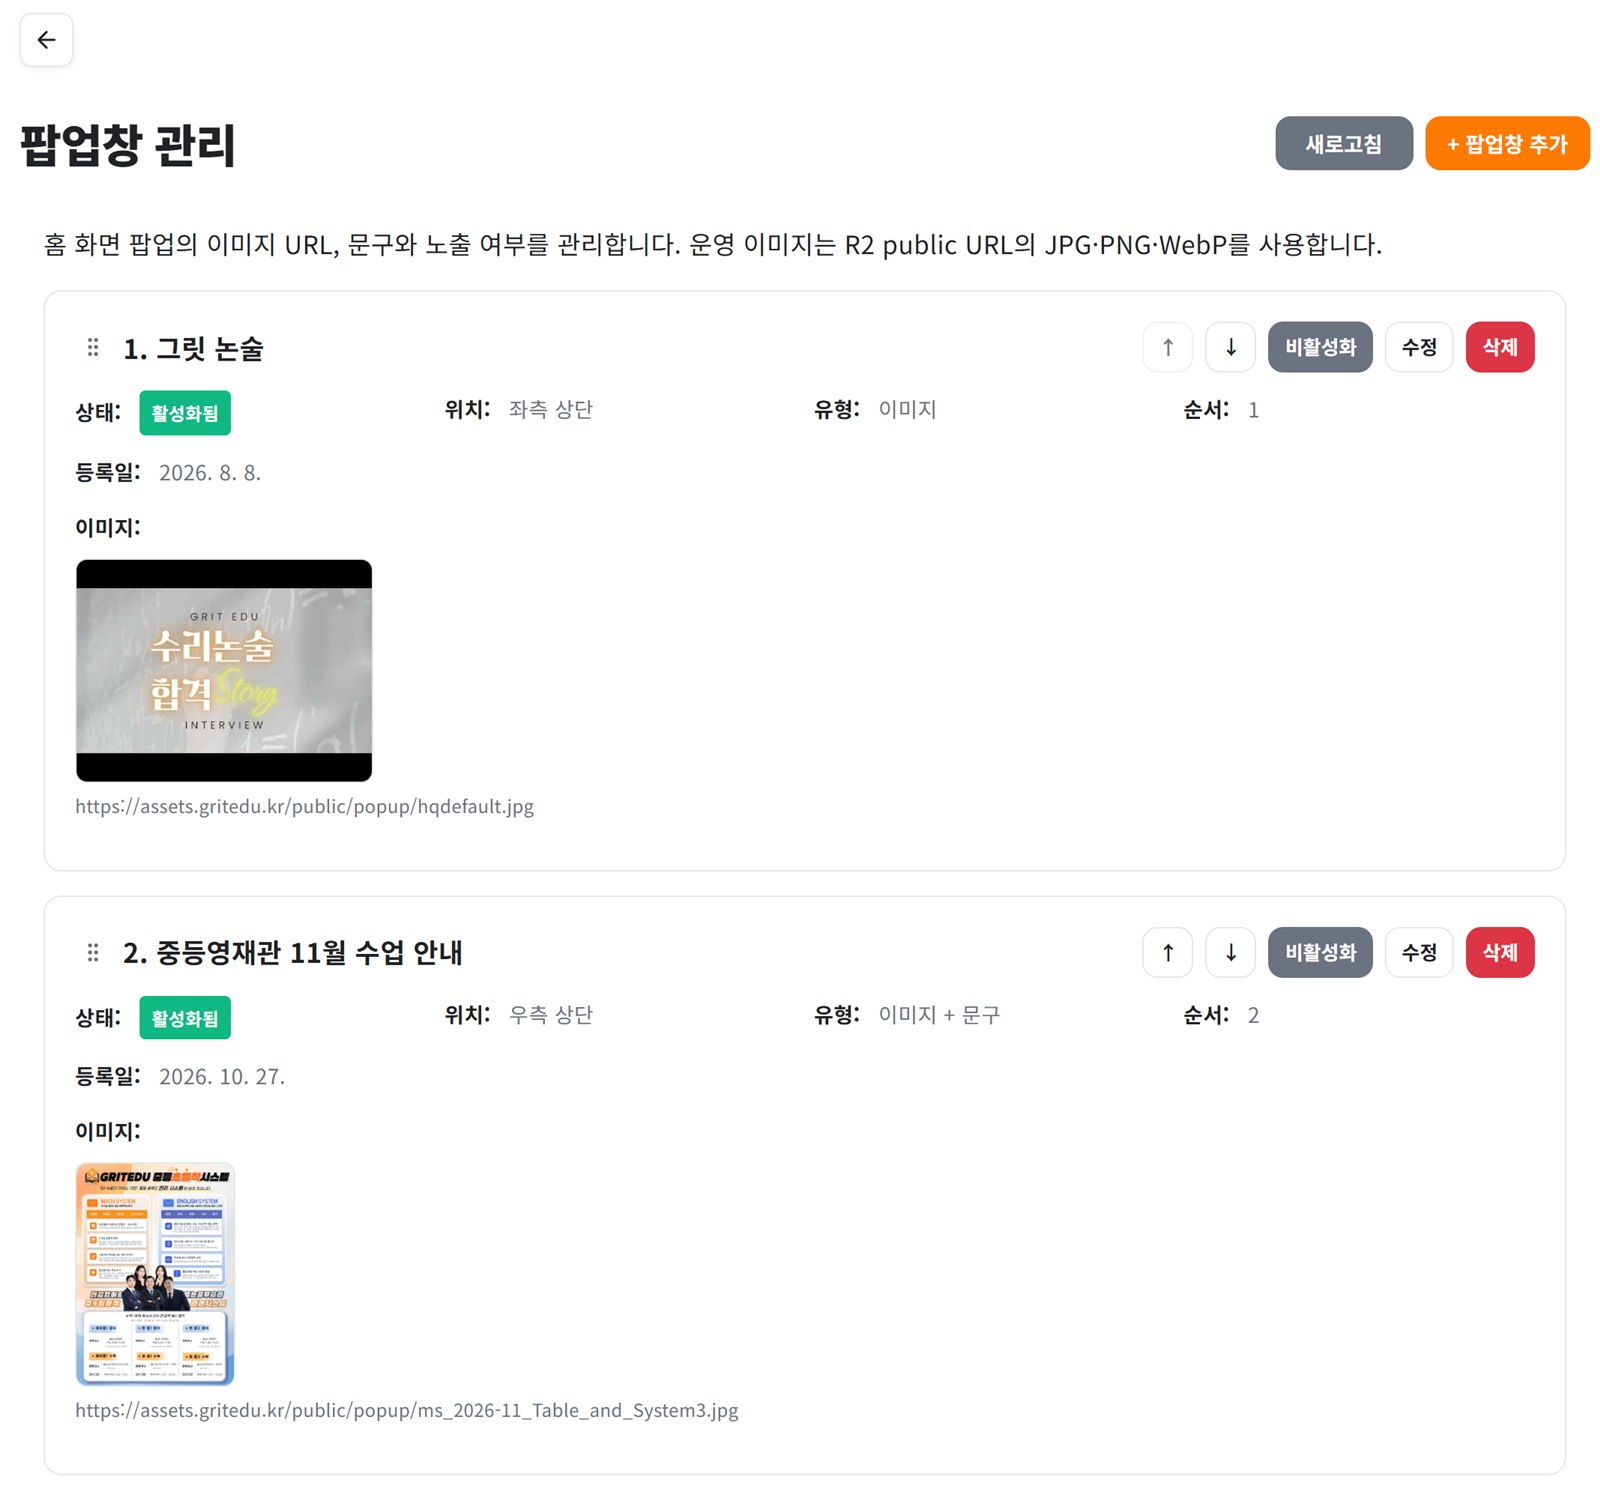 팝업창 관리
새로고침
+ 팝업창 추가
홈 화면 팝업의 이미지 URL, 문구와 노출 여부를 관리합니다. 운영 이미지는 R2 public URL의 JPG·PNG·WebP를 사용합니다.
1. 그릿 논술
↑
↓
비활성화
수정
삭제
상태: 활성화됨
위치: 좌측 상단
유형: 이미지
순서: 1
등록일: 2026. 8. 8.
이미지:
GRIT EDU
수리논술
합격 Story
INTERVIEW
https://assets.gritedu.kr/public/popup/hqdefault.jpg
2. 중등영재관 11월 수업 안내
↑
↓
비활성화
수정
삭제
상태: 활성화됨
위치: 우측 상단
유형: 이미지 + 문구
순서: 2
등록일: 2026. 10. 27.
이미지:
GRITEDU
MATH SYSTEM
ENGLISH SYSTEM
https://assets.gritedu.kr/public/popup/ms_2026-11_Table_and_System3.jpg